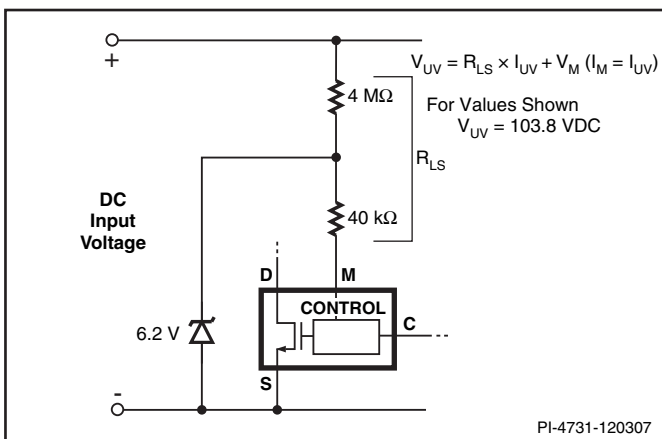 +
V_UV = R_LS × I_UV + V_M (I_M = I_UV)
4 MΩ
For Values Shown
V_UV = 103.8 VDC
R_LS
DC
Input
Voltage
40 kΩ
D
M
CONTROL
C
6.2 V
S
-
PI-4731-120307